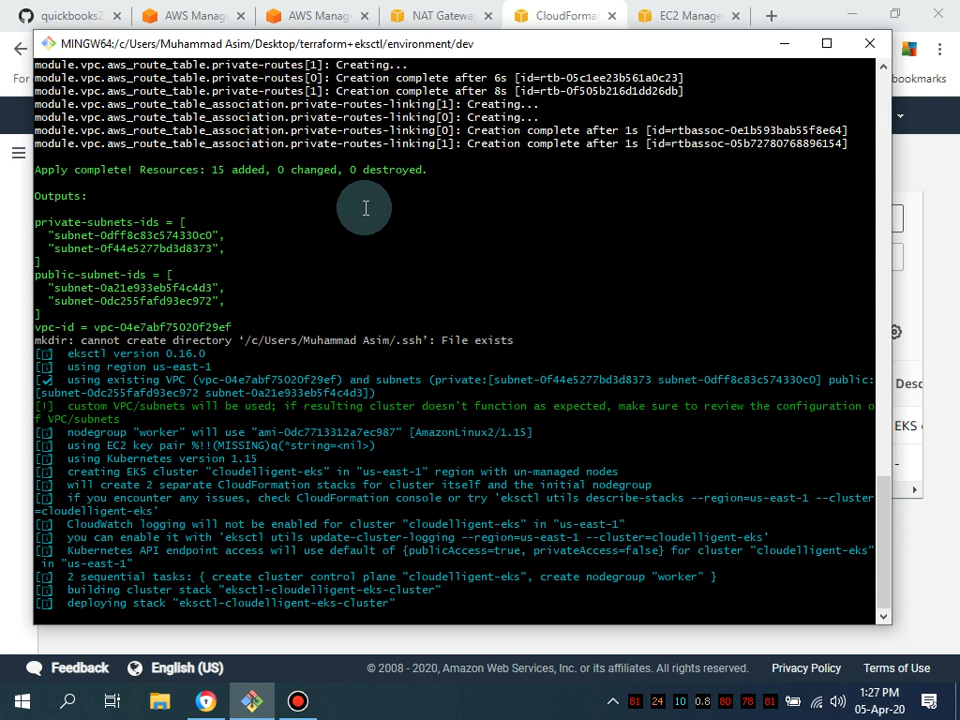 quickbooks2
AWS Manag
AWS Manag
NAT Gatewa
CloudForma
EC2 Manage
For
ookmarks
MINGW64:/c/Users/Muhammad Asim/Desktop/terraform+eksctl/environment/dev
module.vpc.aws_route_table.private-routes[1]: Creating...
module.vpc.aws_route_table.private-routes[0]: Creation complete after 6s [id=rtb-05c1ee23b561a0c23]
module.vpc.aws_route_table.private-routes[1]: Creation complete after 8s [id=rtb-0f505b216d1dd26db]
module.vpc.aws_route_table_association.private-routes-linking[1]: Creating...
module.vpc.aws_route_table_association.private-routes-linking[0]: Creating...
module.vpc.aws_route_table_association.private-routes-linking[0]: Creation complete after 1s [id=rtbassoc-0e1b593bab55f8e64]
module.vpc.aws_route_table_association.private-routes-linking[1]: Creation complete after 1s [id=rtbassoc-05b72780768896154]
Apply complete! Resources: 15 added, 0 changed, 0 destroyed.
Outputs:
private-subnets-ids = [
"subnet-0dff8c83c574330c0",
"subnet-0f44e5277bd3d8373",
]
public-subnet-ids = [
"subnet-0a21e933eb5f4c4d3",
"subnet-0dc255fafd93ec972",
]
vpc-id = vpc-04e7abf75020f29ef
mkdir: cannot create directory ‘/c/Users/Muhammad Asim/.ssh’: File exists
[ℹ]  eksctl version 0.16.0
[ℹ]  using region us-east-1
[✔]  using existing VPC (vpc-04e7abf75020f29ef) and subnets (private:[subnet-0f44e5277bd3d8373 subnet-0dff8c83c574330c0] public:
[subnet-0dc255fafd93ec972 subnet-0a21e933eb5f4c4d3])
[!]  custom VPC/subnets will be used; if resulting cluster doesn't function as expected, make sure to review the configuration o
f VPC/subnets
[ℹ]  nodegroup "worker" will use "ami-0dc7713312a7ec987" [AmazonLinux2/1.15]
[ℹ]  using EC2 key pair %!!(MISSING)q(*string=<nil>)
[ℹ]  using Kubernetes version 1.15
[ℹ]  creating EKS cluster "cloudelligent-eks" in "us-east-1" region with un-managed nodes
[ℹ]  will create 2 separate CloudFormation stacks for cluster itself and the initial nodegroup
[ℹ]  if you encounter any issues, check CloudFormation console or try 'eksctl utils describe-stacks --region=us-east-1 --cluster
=cloudelligent-eks'
[ℹ]  CloudWatch logging will not be enabled for cluster "cloudelligent-eks" in "us-east-1"
[ℹ]  you can enable it with 'eksctl utils update-cluster-logging --region=us-east-1 --cluster=cloudelligent-eks'
[ℹ]  Kubernetes API endpoint access will use default of {publicAccess=true, privateAccess=false} for cluster "cloudelligent-eks"
in "us-east-1"
[ℹ]  2 sequential tasks: { create cluster control plane "cloudelligent-eks", create nodegroup "worker" }
[ℹ]  building cluster stack "eksctl-cloudelligent-eks-cluster"
[ℹ]  deploying stack "eksctl-cloudelligent-eks-cluster"
Desc
EKS
-
Feedback
English (US)
© 2008 - 2020, Amazon Web Services, Inc. or its affiliates. All rights reserved.
Privacy Policy
Terms of Use
81 24 10 0.8 80 78 81
1:27 PM
05-Apr-20